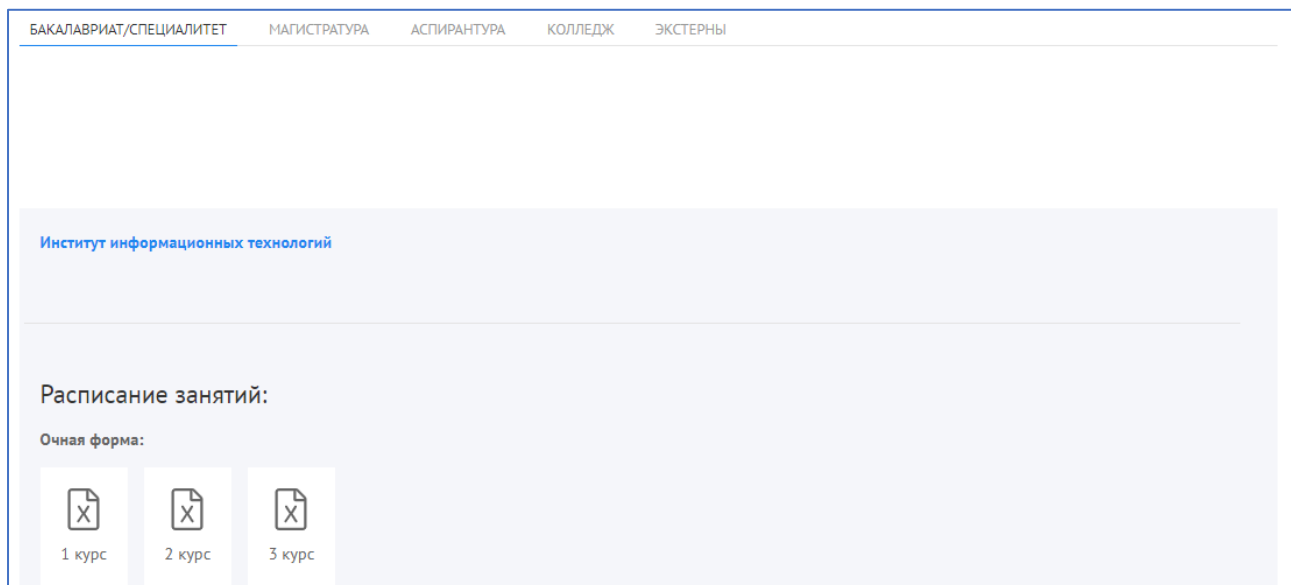 БАКАЛАВРИАТ/СПЕЦИАЛИТЕТ МАГИСТРАТУРА АСПИРАНТУРА КОЛЛЕДЖ ЭКСТЕРНЫ
Институт информационных технологий
Расписание занятий:
Очная форма:
X X X
1 курс 2 курс 3 курс